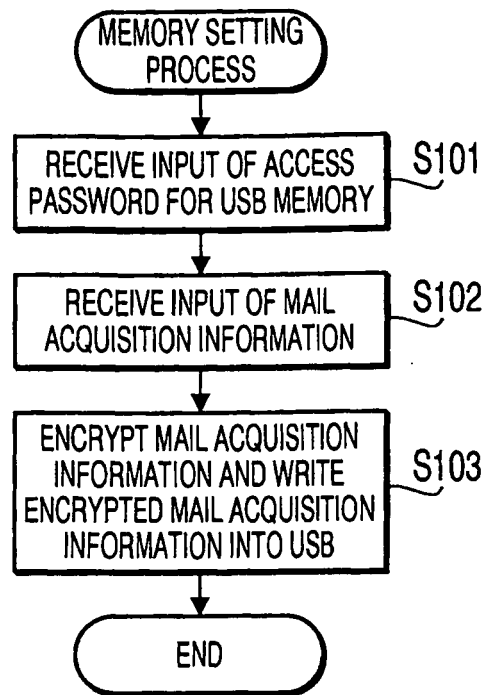 MEMORY SETTING
PROCESS
RECEIVE INPUT OF ACCESS
PASSWORD FOR USB MEMORY
S101
RECEIVE INPUT OF MAIL
ACQUISITION INFORMATION
S102
ENCRYPT MAIL ACQUISITION
INFORMATION AND WRITE
ENCRYPTED MAIL ACQUISITION
INFORMATION INTO USB
S103
END